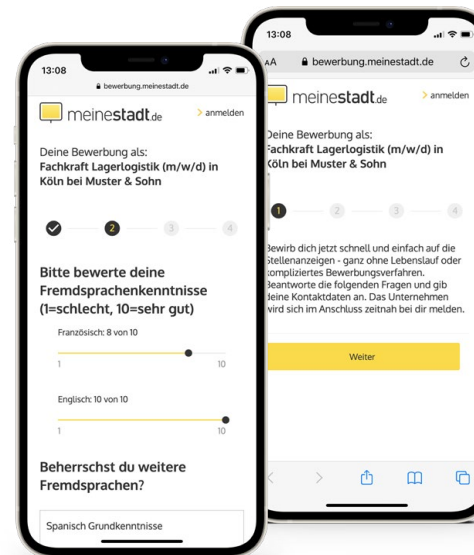 13:08
bewerbung.meinestadt.de
meinestadt.de
> anmelden
Deine Bewerbung als:
Fachkraft Lagerlogistik (m/w/d) in
Köln bei Muster & Sohn
2
3
4
Bitte bewerte deine
Fremdsprachenkenntnisse
(1=schlecht, 10=sehr gut)
Französisch: 8 von 10
1
10
Englisch: 10 von 10
1
10
Beherrschst du weitere
Fremdsprachen?
Spanisch Grundkenntnisse
13:08
AA
bewerbung.meinestadt.de
meinestadt.de
> anmelden
Deine Bewerbung als:
Fachkraft Lagerlogistik (m/w/d) in
Köln bei Muster & Sohn
1
2
3
4
Bewirb dich jetzt schnell und einfach auf die
Stellenanzeigen - ganz ohne Lebenslauf oder
kompliziertes Bewerbungsverfahren.
Beantworte die folgenden Fragen und gib
deine Kontaktdaten an. Das Unternehmen
wird sich im Anschluss zeitnah bei dir melden.
Weiter